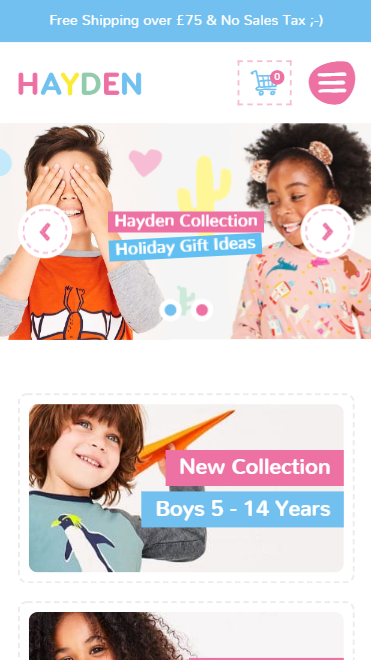 Free Shipping over £75 & No Sales Tax ;-)
HAYDEN
0
Hayden Collection
Holiday Gift Ideas
New Collection
Boys 5 - 14 Years